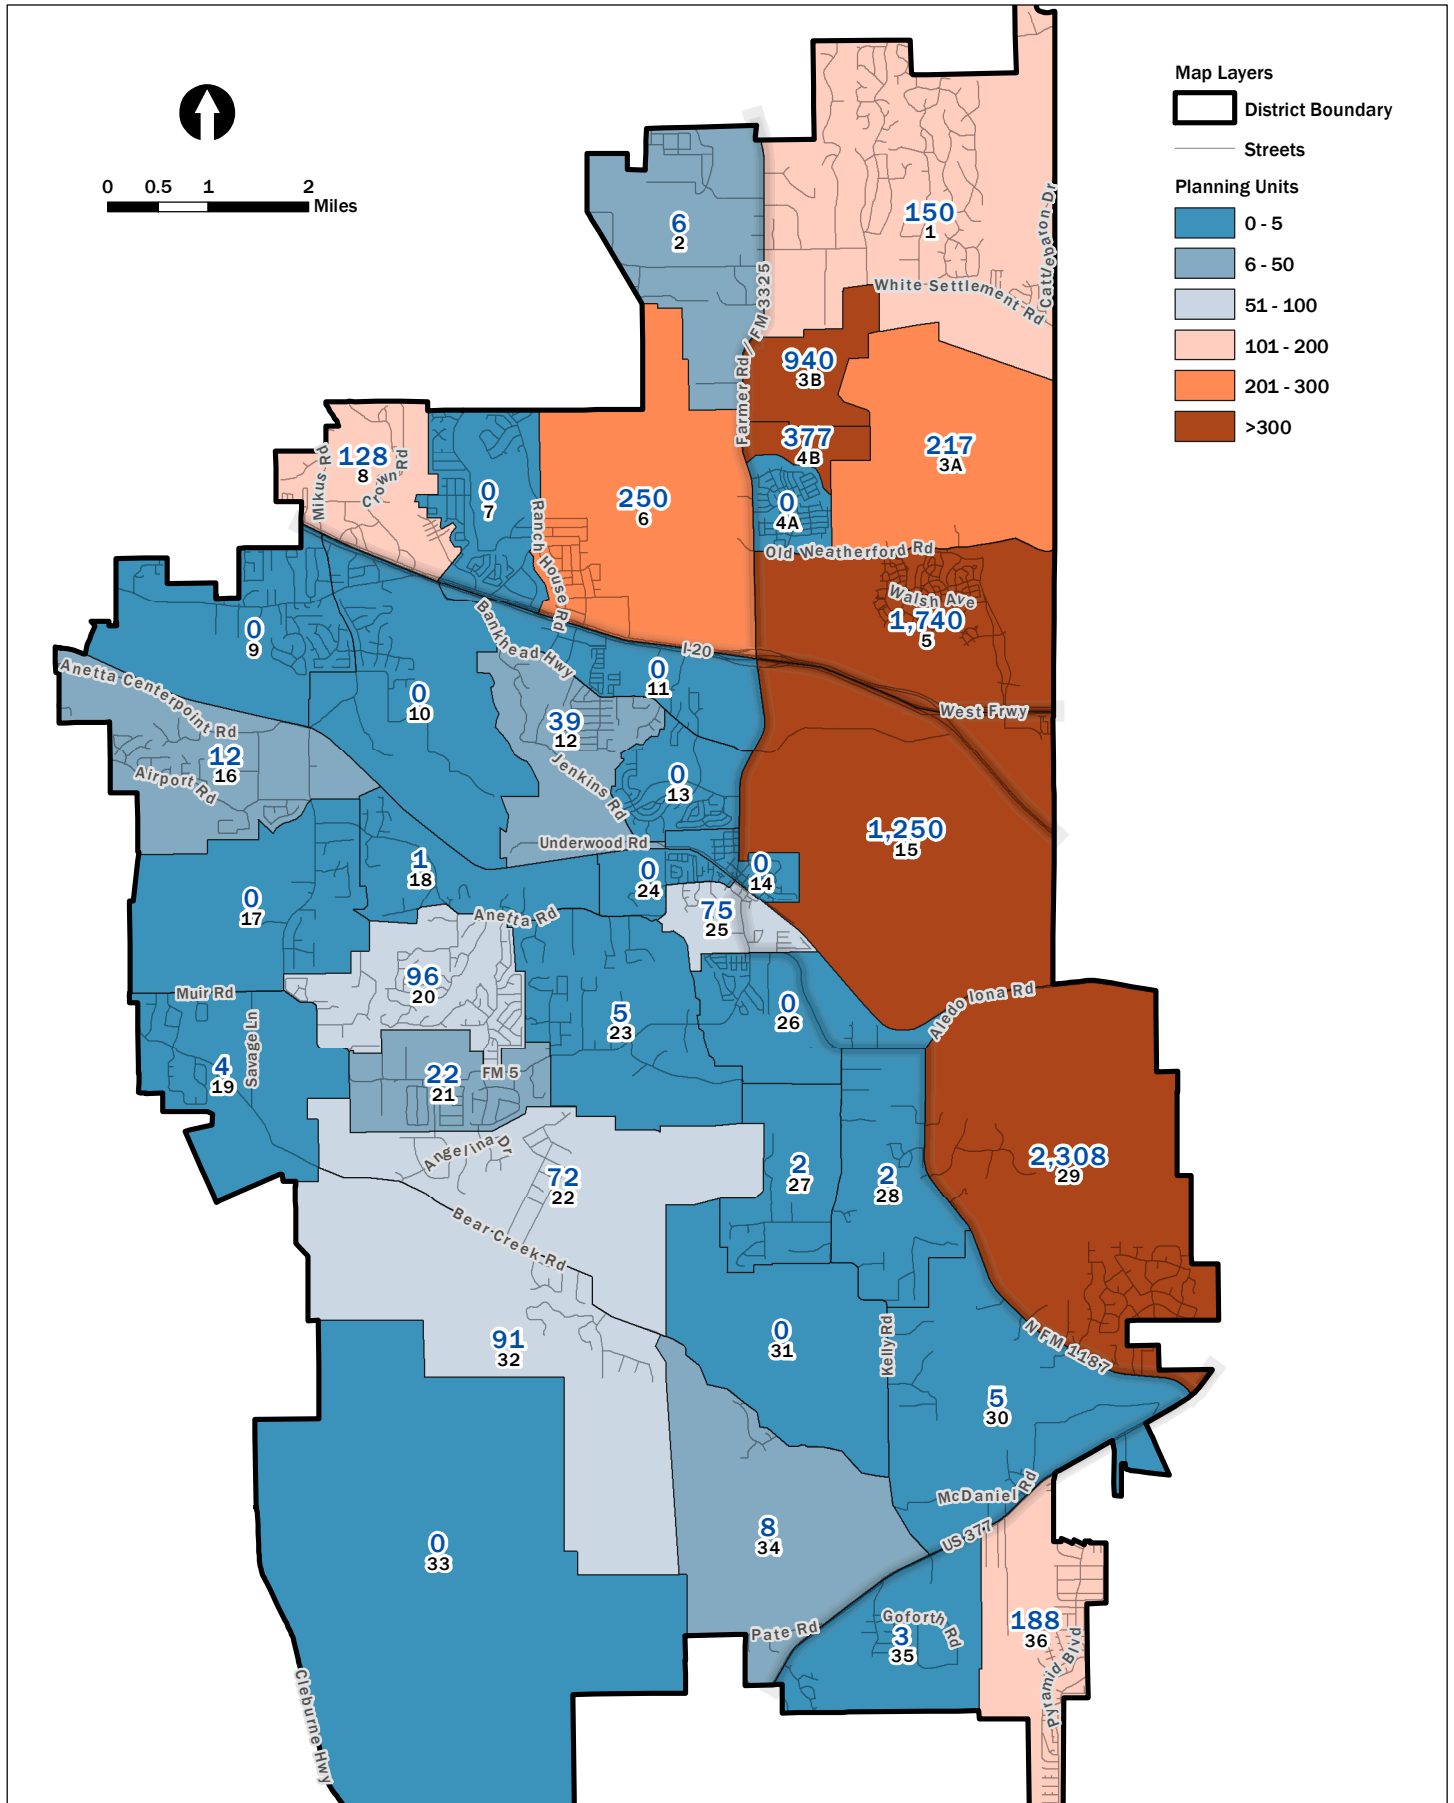 Map Layers
District Boundary
Streets
Planning Units
0 - 5
6 - 50
51 - 100
101 - 200
201 - 300
>300
0 0.5 1 2
Miles
Cattlebaron Dr
150
1
6
2
White Settlement Rd
Farmer Rd / FM 3325
940
3B
377
4B
217
3A
128
8
Mikus Rd
Crown Rd
0
7
250
6
0
4A
Ranch House Rd
Old Weatherford Rd
Walsh Ave
1,740
5
0
9
Bankhead Hwy
I-20
0
11
Anetta Centerpoint Rd
0
10
West Frwy
39
12
12
16
Airport Rd
Jenkins Rd
0
13
1,250
15
Underwood Rd
1
18
0
24
0
14
0
17
Anetta Rd
75
25
96
20
Muir Rd
Aledo Iona Rd
5
23
0
26
Savage Ln
4
19
22
21
FM 5
Angelina Dr
72
22
2
27
2
28
2,308
29
Bear Creek Rd
91
32
0
31
Kelly Rd
N FM 1187
5
30
McDaniel Rd
US 377
0
33
8
34
Pate Rd
Goforth Rd
3
35
188
36
Pyramid Blvd
Cleburne Hwy